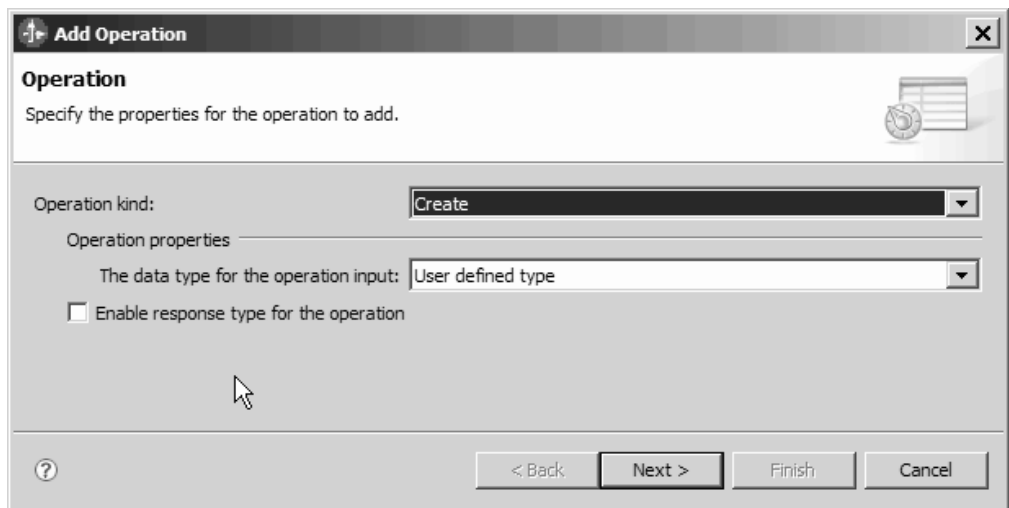 Add Operation
Operation
Specify the properties for the operation to add.
Operation kind: Create
Operation properties
The data type for the operation input: User defined type
Enable response type for the operation
? < Back Next > Finish Cancel